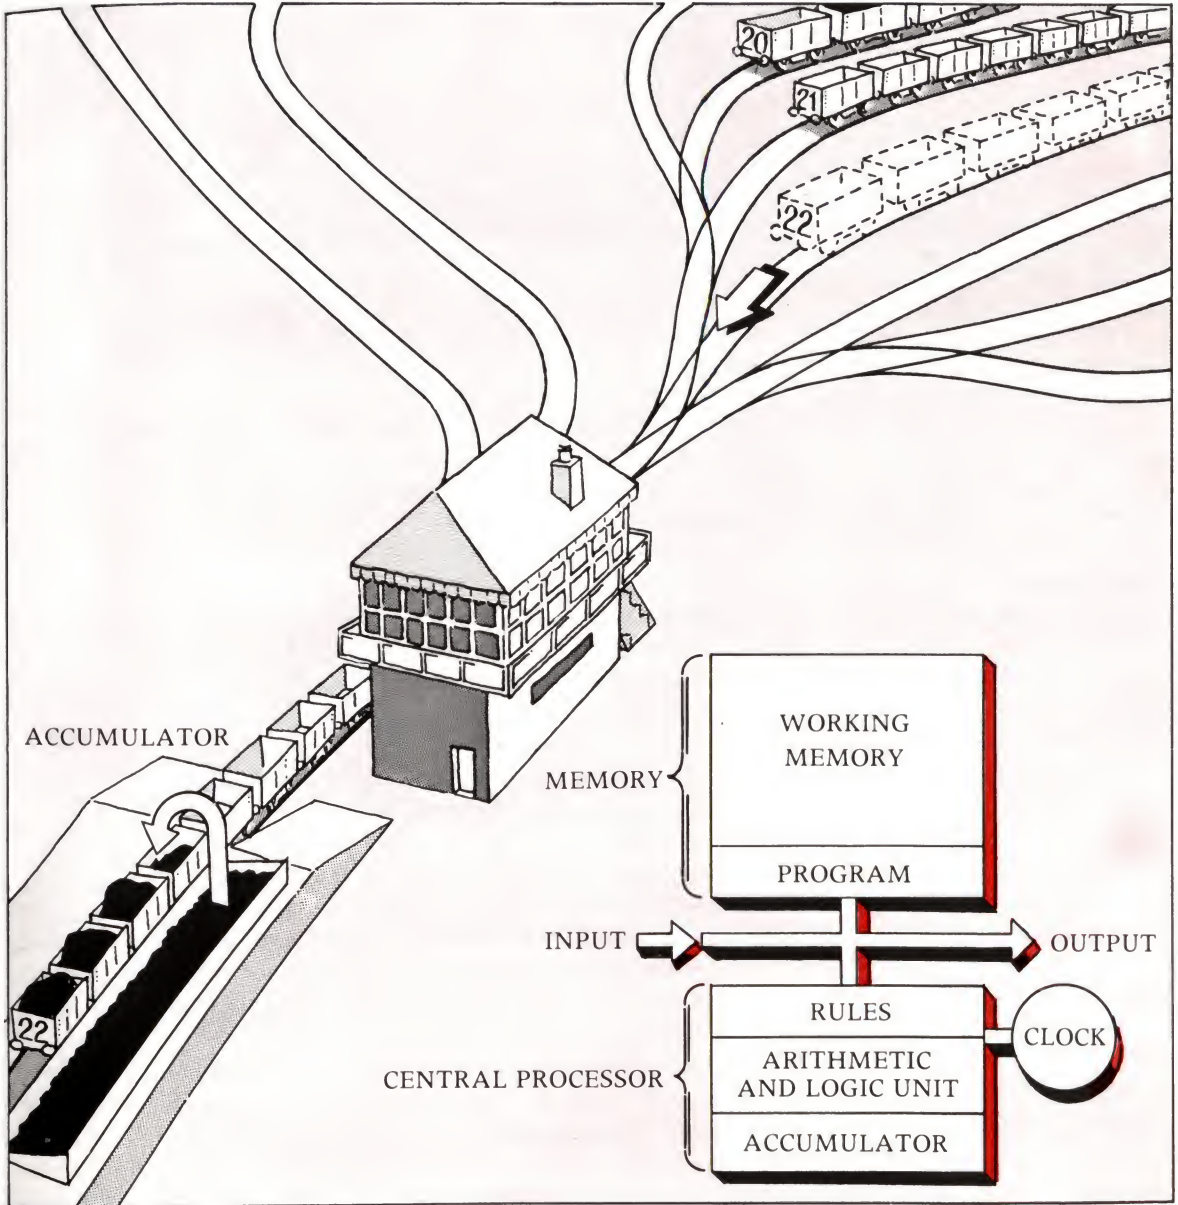 20
21
22
ACCUMULATOR
22
WORKING
MEMORY
MEMORY
PROGRAM
INPUT
OUTPUT
RULES
CLOCK
ARITHMETIC
AND LOGIC UNIT
CENTRAL PROCESSOR
ACCUMULATOR